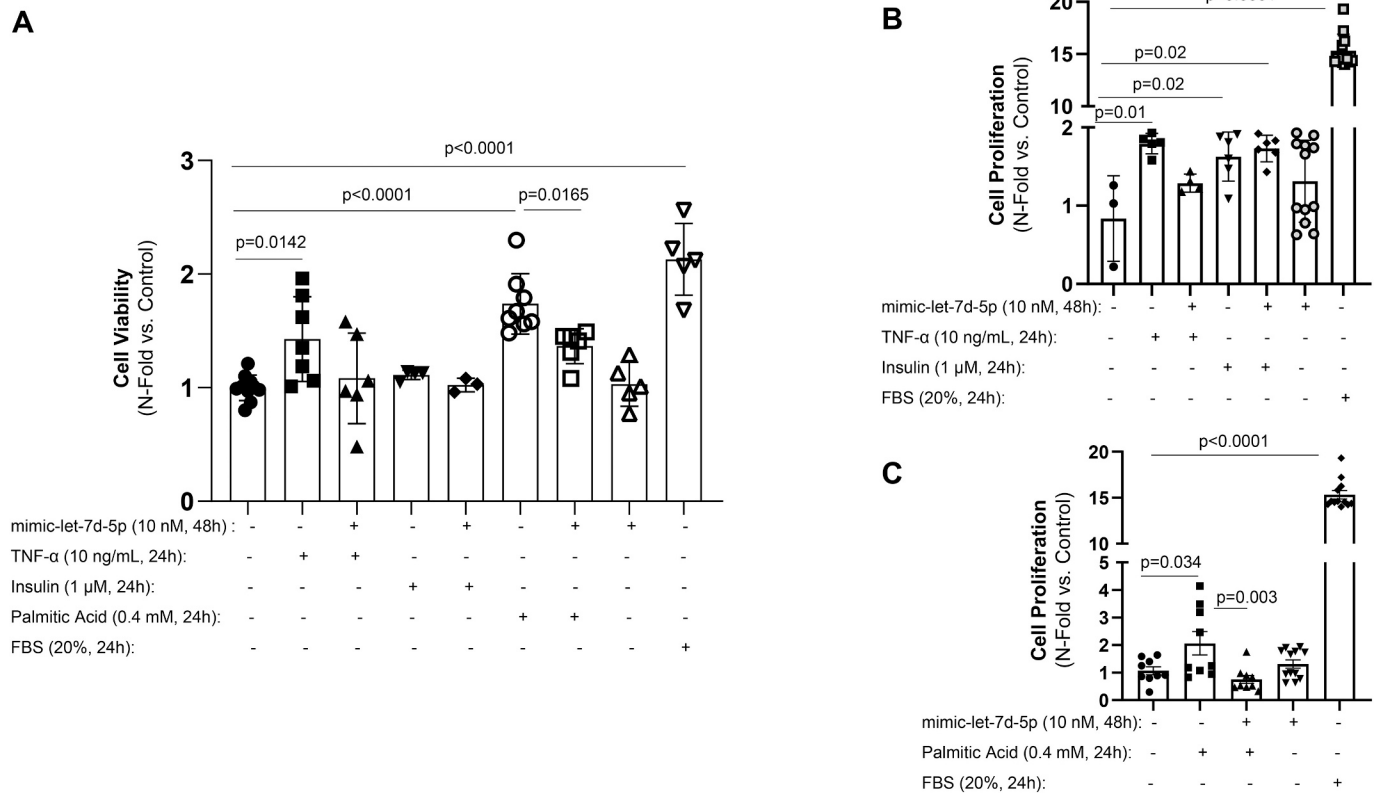 A
Cell Viability
(N-Fold vs. Control)
3
2
1
0
p<0.0001
p<0.0001
p=0.0165
p=0.0142
mimic-let-7d-5p (10 nM, 48h) : - - + - + - + + -
TNF-α (10 ng/mL, 24h): - + + - - - - - -
Insulin (1 µM, 24h): - - - + + - - - -
Palmitic Acid (0.4 mM, 24h): - - - - - + + - -
FBS (20%, 24h): - - - - - - - - +
B
Cell Proliferation
(N-Fold vs. Control)
20
15
10
2
1
0
p=0.02
p=0.02
p=0.01
mimic-let-7d-5p (10 nM, 48h): - - + - + + -
TNF-α (10 ng/mL, 24h): - + + - - - -
Insulin (1 µM, 24h): - - - + + - -
FBS (20%, 24h): - - - - - - +
C
Cell Proliferation
(N-Fold vs. Control)
20
15
10
5
4
3
2
1
0
p<0.0001
p=0.034
p=0.003
mimic-let-7d-5p (10 nM, 48h): - - + + -
Palmitic Acid (0.4 mM, 24h): - + + - -
FBS (20%, 24h): - - - - +